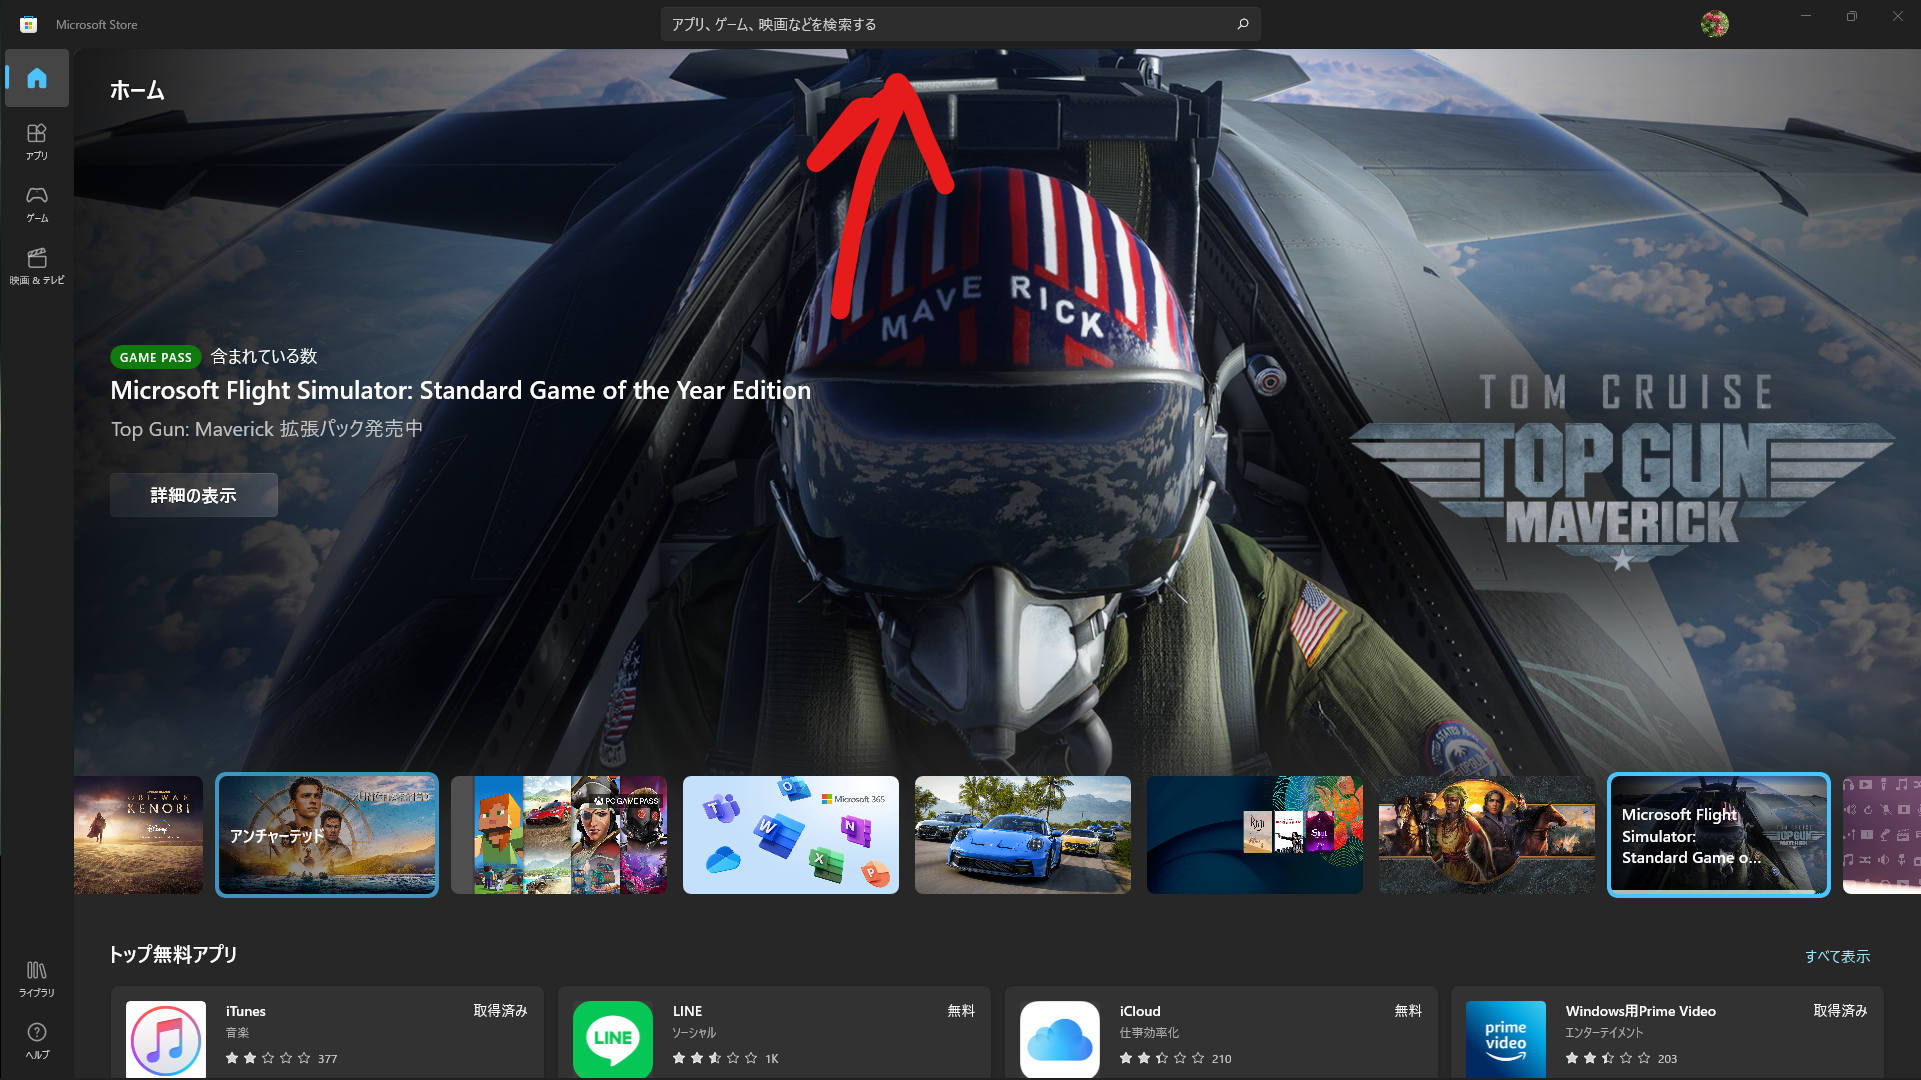 Microsoft Store
アプリ、ゲーム、映画などを検索する
ホーム
アプリ
ゲーム
映画 & テレビ
GAME PASS 含まれている数
Microsoft Flight Simulator: Standard Game of the Year Edition
Top Gun: Maverick 拡張パック発売中
詳細の表示
MAVERICK
TOM CRUISE
TOP GUN
MAVERICK
OBI-WAN
KENOBI
Disney+
UNCHARTED
アンチャーテッド
PC GAME PASS
Microsoft 365
Microsoft Flight
Simulator:
Standard Game o...
TOM CRUISE
TOP GUN
MAVERICK
トップ無料アプリ
すべて表示
iTunes
取得済み
音楽
377
LINE
LINE
無料
ソーシャル
1K
iCloud
無料
仕事効率化
210
prime
video
Windows用Prime Video
取得済み
エンターテイメント
203
ライブラリ
ヘルプ